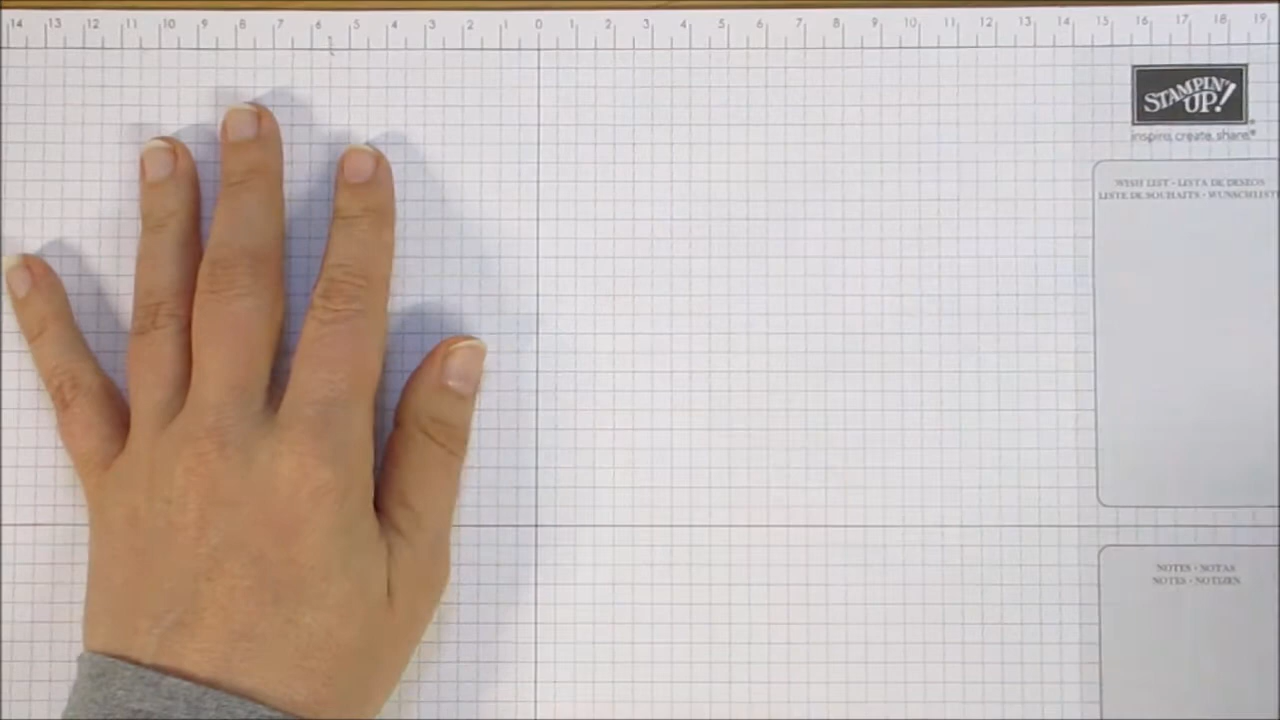 14 13 12 11 10 9 8 7 6 5 4 3 2 1 0 1 2 3 4 5 6 7 8 9 10 11 12 13 14 15 16 17 18 19
STAMPIN'
UP!®
inspire. create. share.®
WISH LIST • LISTA DE DESEOS
LISTE DE SOUHAITS • WUNSCHLISTE
NOTES • NOTAS
NOTES • NOTIZEN